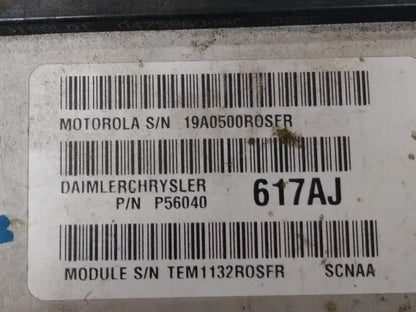 MOTOROLA S/N 19A0500ROSFR
DAIMLERCHRYSLER
P/N P56040 617AJ
MODULE S/N TEM1132ROSFR SCNAA